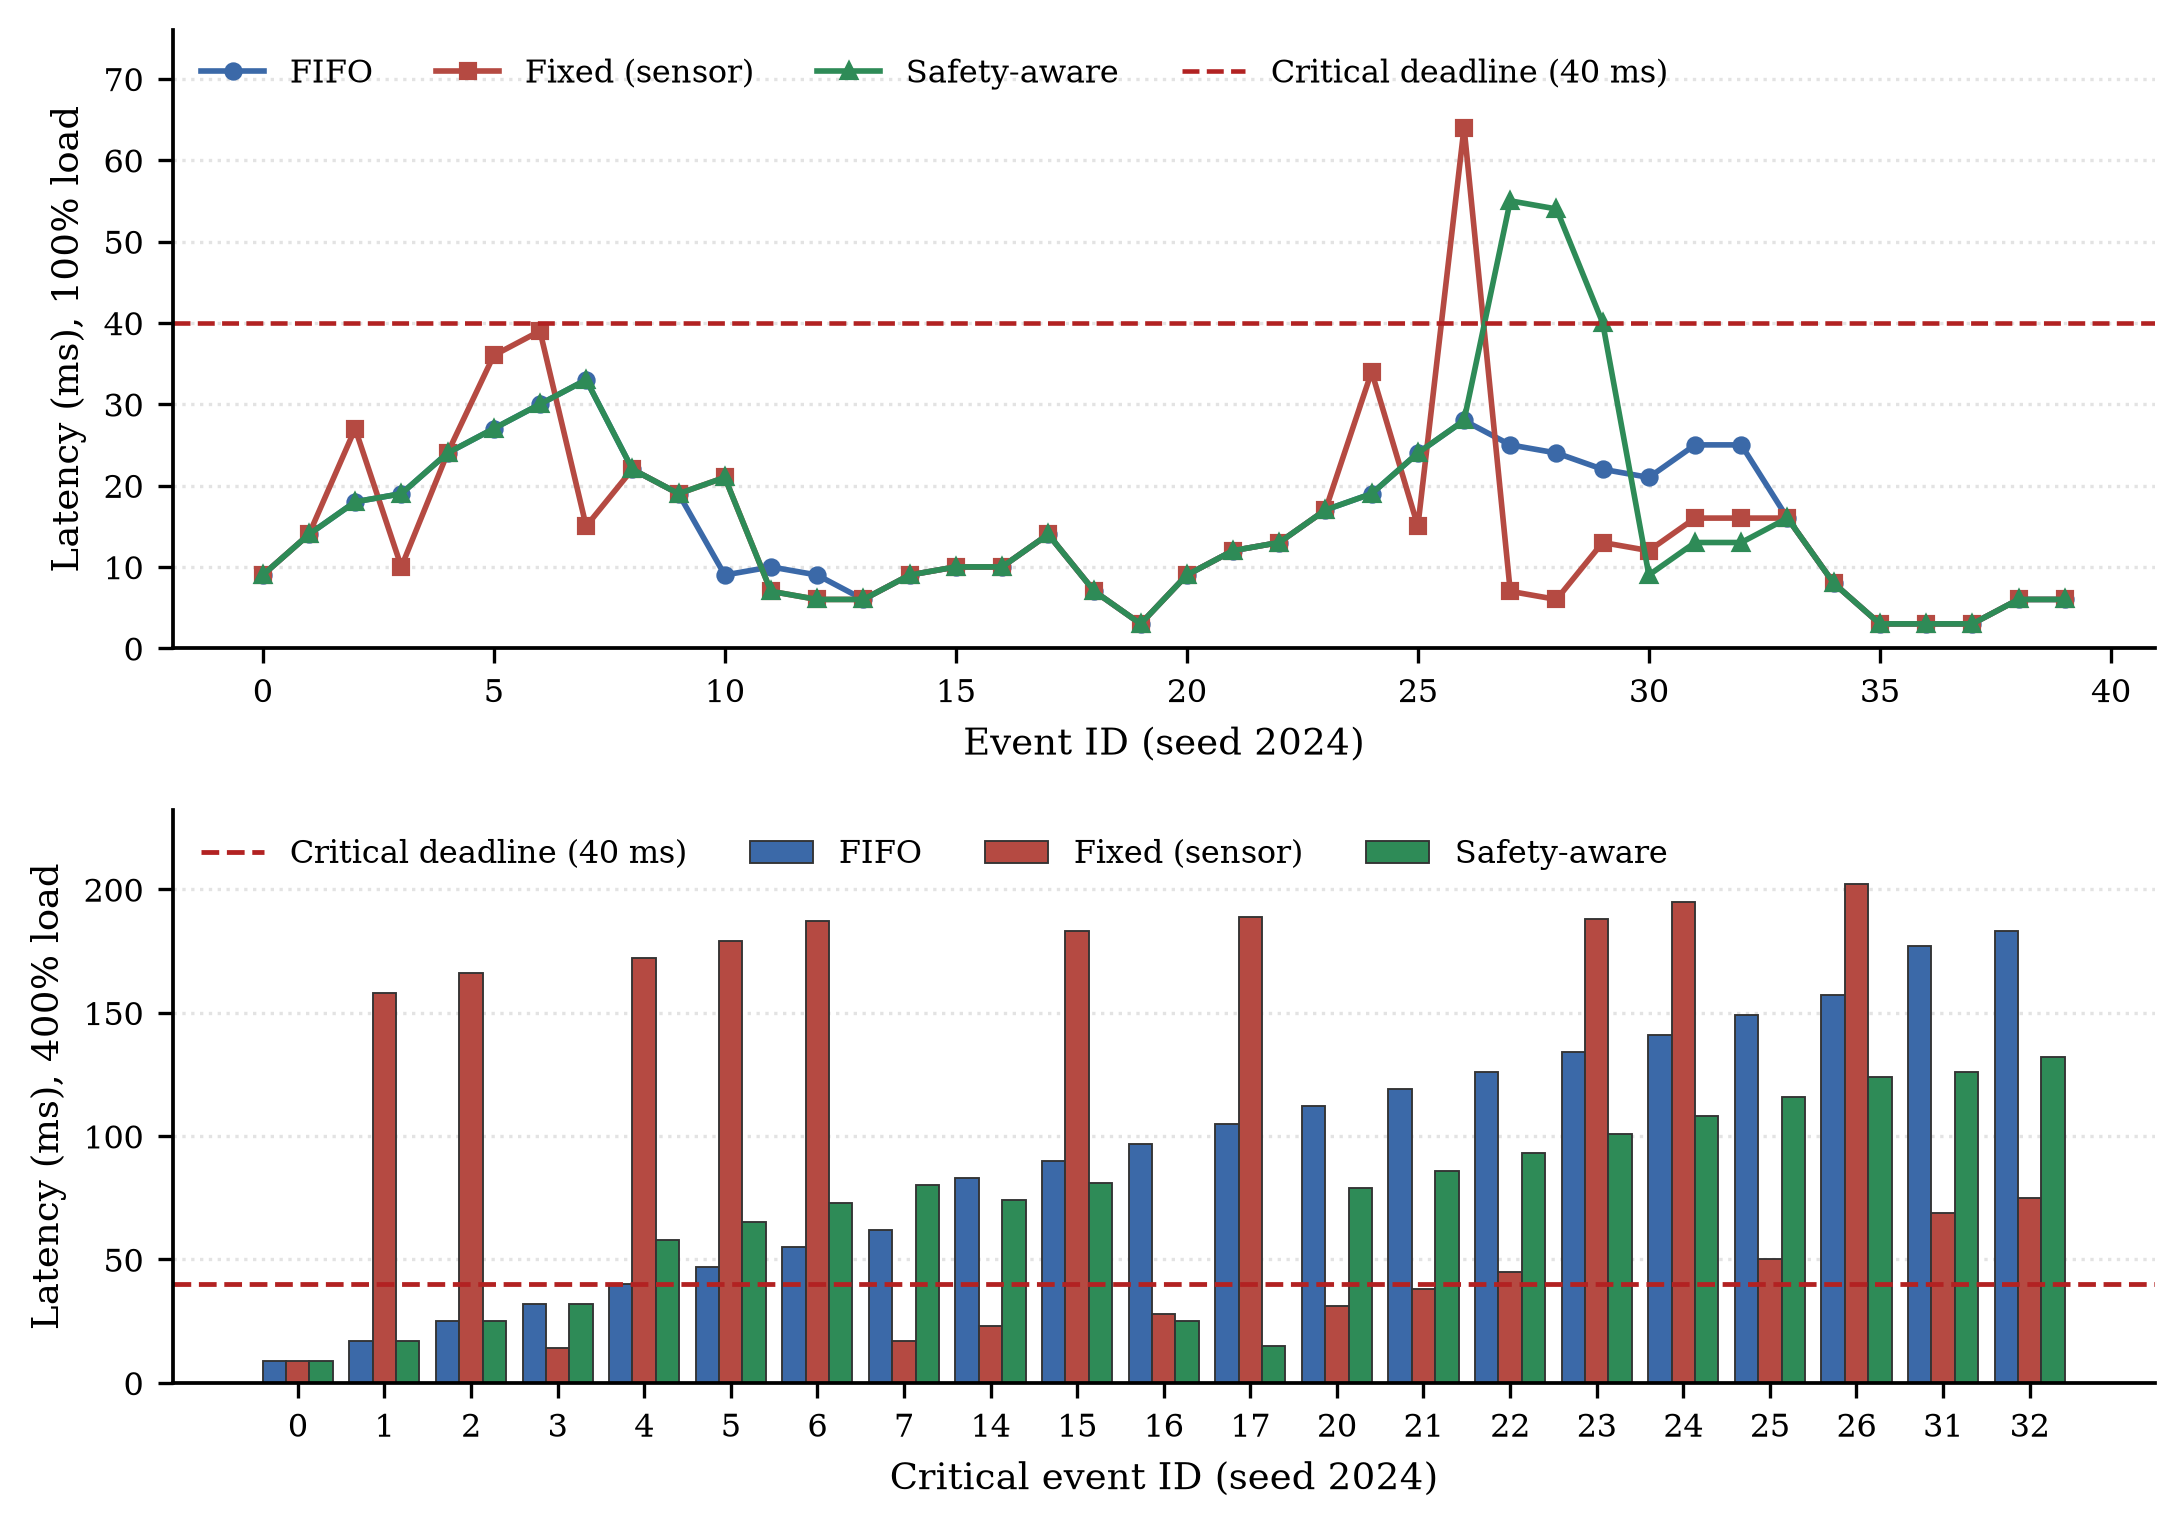 FIFO Fixed (sensor) Safety-aware Critical deadline (40 ms)
Latency (ms), 100% load
70
60
50
40
30
20
10
0
0 5 10 15 20 25 30 35 40
Event ID (seed 2024)
Critical deadline (40 ms) FIFO Fixed (sensor) Safety-aware
Latency (ms), 400% load
200
150
100
50
0
0 1 2 3 4 5 6 7 14 15 16 17 20 21 22 23 24 25 26 31 32
Critical event ID (seed 2024)